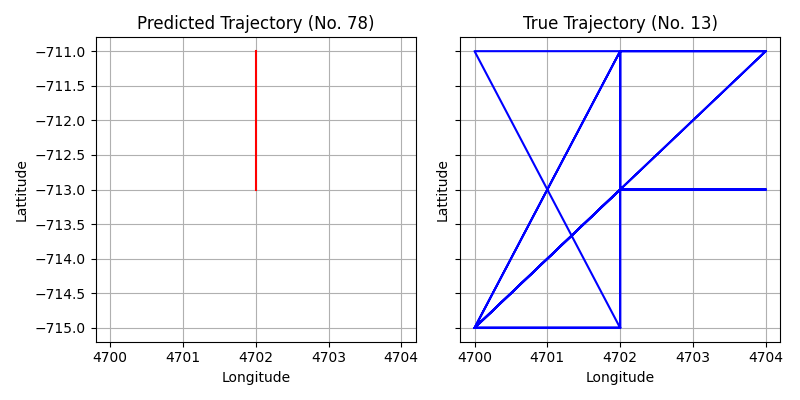 Predicted Trajectory (No. 78)
True Trajectory (No. 13)
Lattitude
−711.0
−711.5
−712.0
−712.5
−713.0
−713.5
−714.0
−714.5
−715.0
4700 4701 4702 4703 4704
Longitude
Lattitude
4700 4701 4702 4703 4704
Longitude